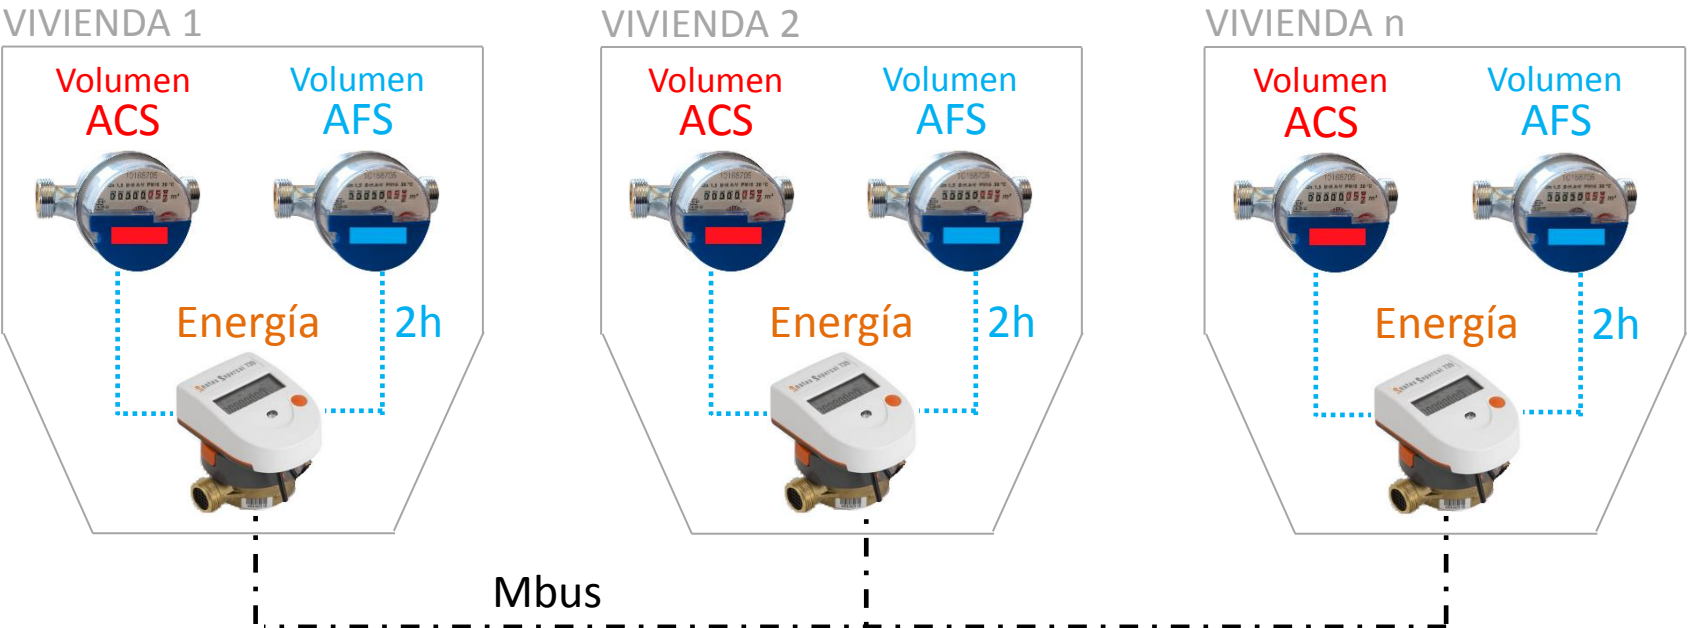 VIVIENDA 1
VIVIENDA 2
VIVIENDA n
Volumen
ACS
Volumen
AFS
Volumen
ACS
Volumen
AFS
Volumen
ACS
Volumen
AFS
Energía
2h
Energía
2h
Energía
2h
Mbus